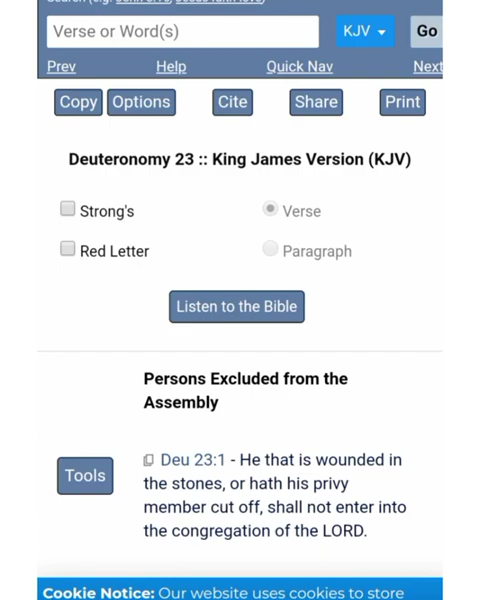 Verse or Word(s)
KJV
Go
Prev
Help
Quick Nav
Next
Copy
Options
Cite
Share
Print
Deuteronomy 23 :: King James Version (KJV)
Strong's
Verse
Red Letter
Paragraph
Listen to the Bible
Persons Excluded from the
Assembly
Tools
Deu 23:1 - He that is wounded in
the stones, or hath his privy
member cut off, shall not enter into
the congregation of the LORD.
Cookie Notice: Our website uses cookies to store